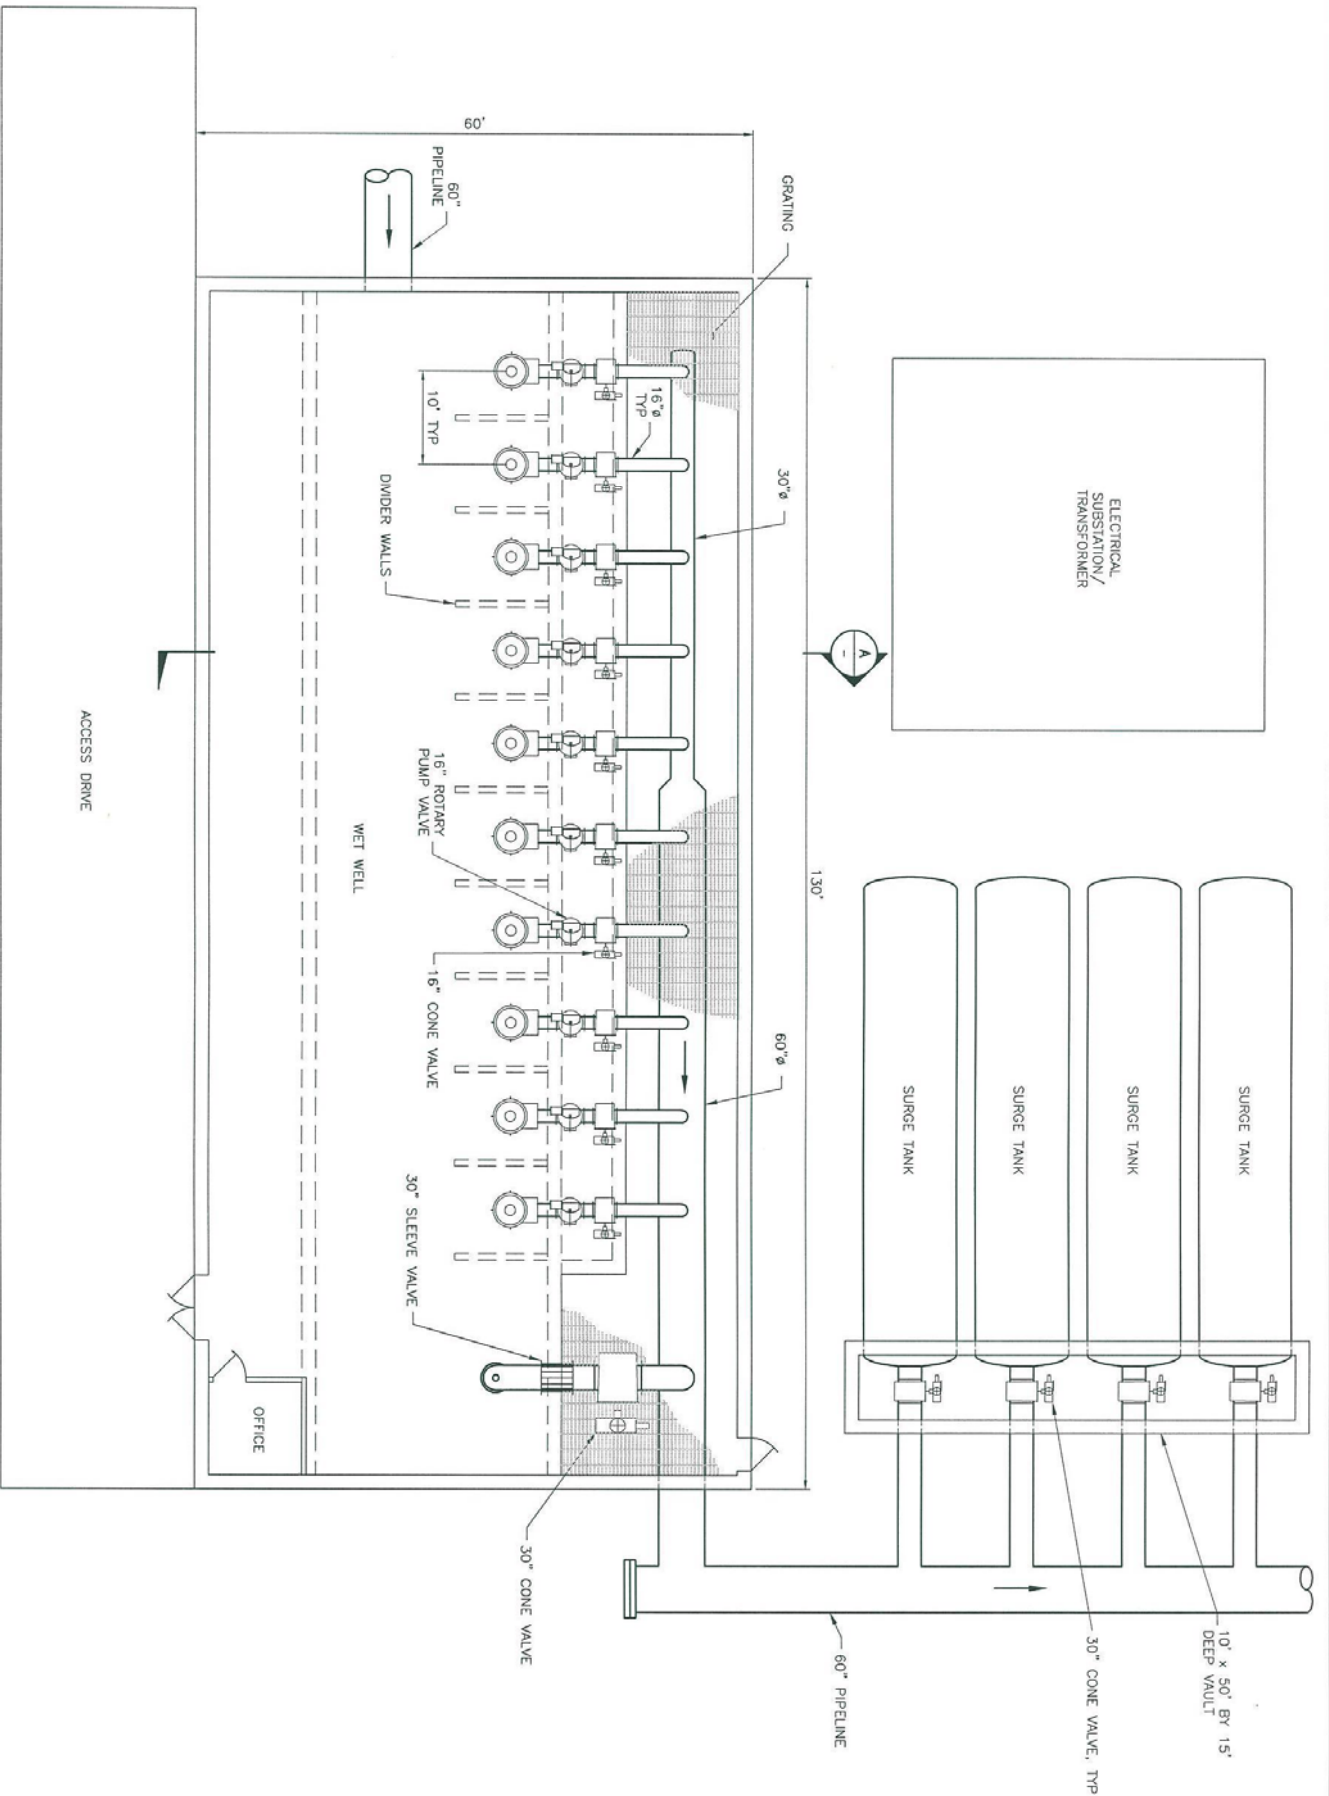 ELECTRICAL
SUBSTATION/
TRANSFORMER
SURGE TANK
SURGE TANK
SURGE TANK
SURGE TANK
10' x 50' BY 15'
DEEP VAULT
30" CONE VALVE, TYP
60" PIPELINE
A
-
130'
60'
GRATING
30"ø
60"ø
16"ø
TYP
60"
PIPELINE
10' TYP
DIVIDER WALLS
16" ROTARY
PUMP VALVE
16" CONE VALVE
30" SLEEVE VALVE
30" CONE VALVE
WET WELL
OFFICE
ACCESS DRIVE